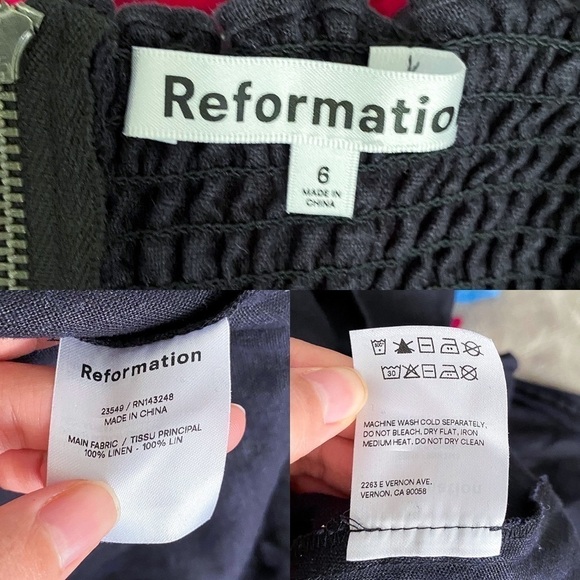 Reformatio
6
MADE IN
CHINA
Reformation
23549 / RN143248
MADE IN CHINA
MAIN FABRIC / TISSU PRINCIPAL
100% LINEN - 100% LIN
30
MACHINE WASH COLD SEPARATELY,
DO NOT BLEACH, DRY FLAT, IRON
MEDIUM HEAT. DO NOT DRY CLEAN
2263 E VERNON AVE.
VERNON, CA 90058